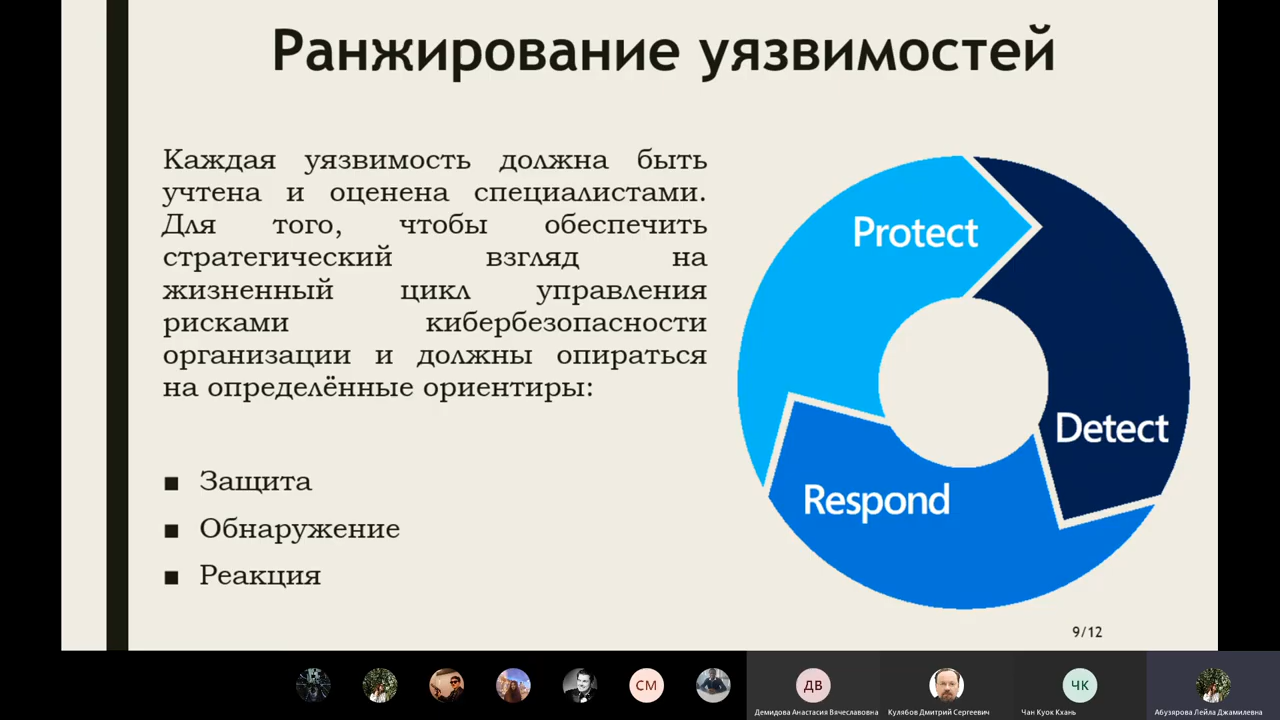 Ранжирование уязвимостей
Каждая уязвимость должна быть
учтена и оценена специалистами.
Для того, чтобы обеспечить
стратегический взгляд на
жизненный цикл управления
рисками кибербезопасности
организации и должны опираться
на определённые ориентиры:
■ Защита
■ Обнаружение
■ Реакция
Protect
Detect
Respond
9/12
СМ
ДВ
ЧК
Демидова Анастасия Вячеславовна
Кулябов Дмитрий Сергеевич
Чан Куок Кхань
Абузярова Лейла Джамилевна